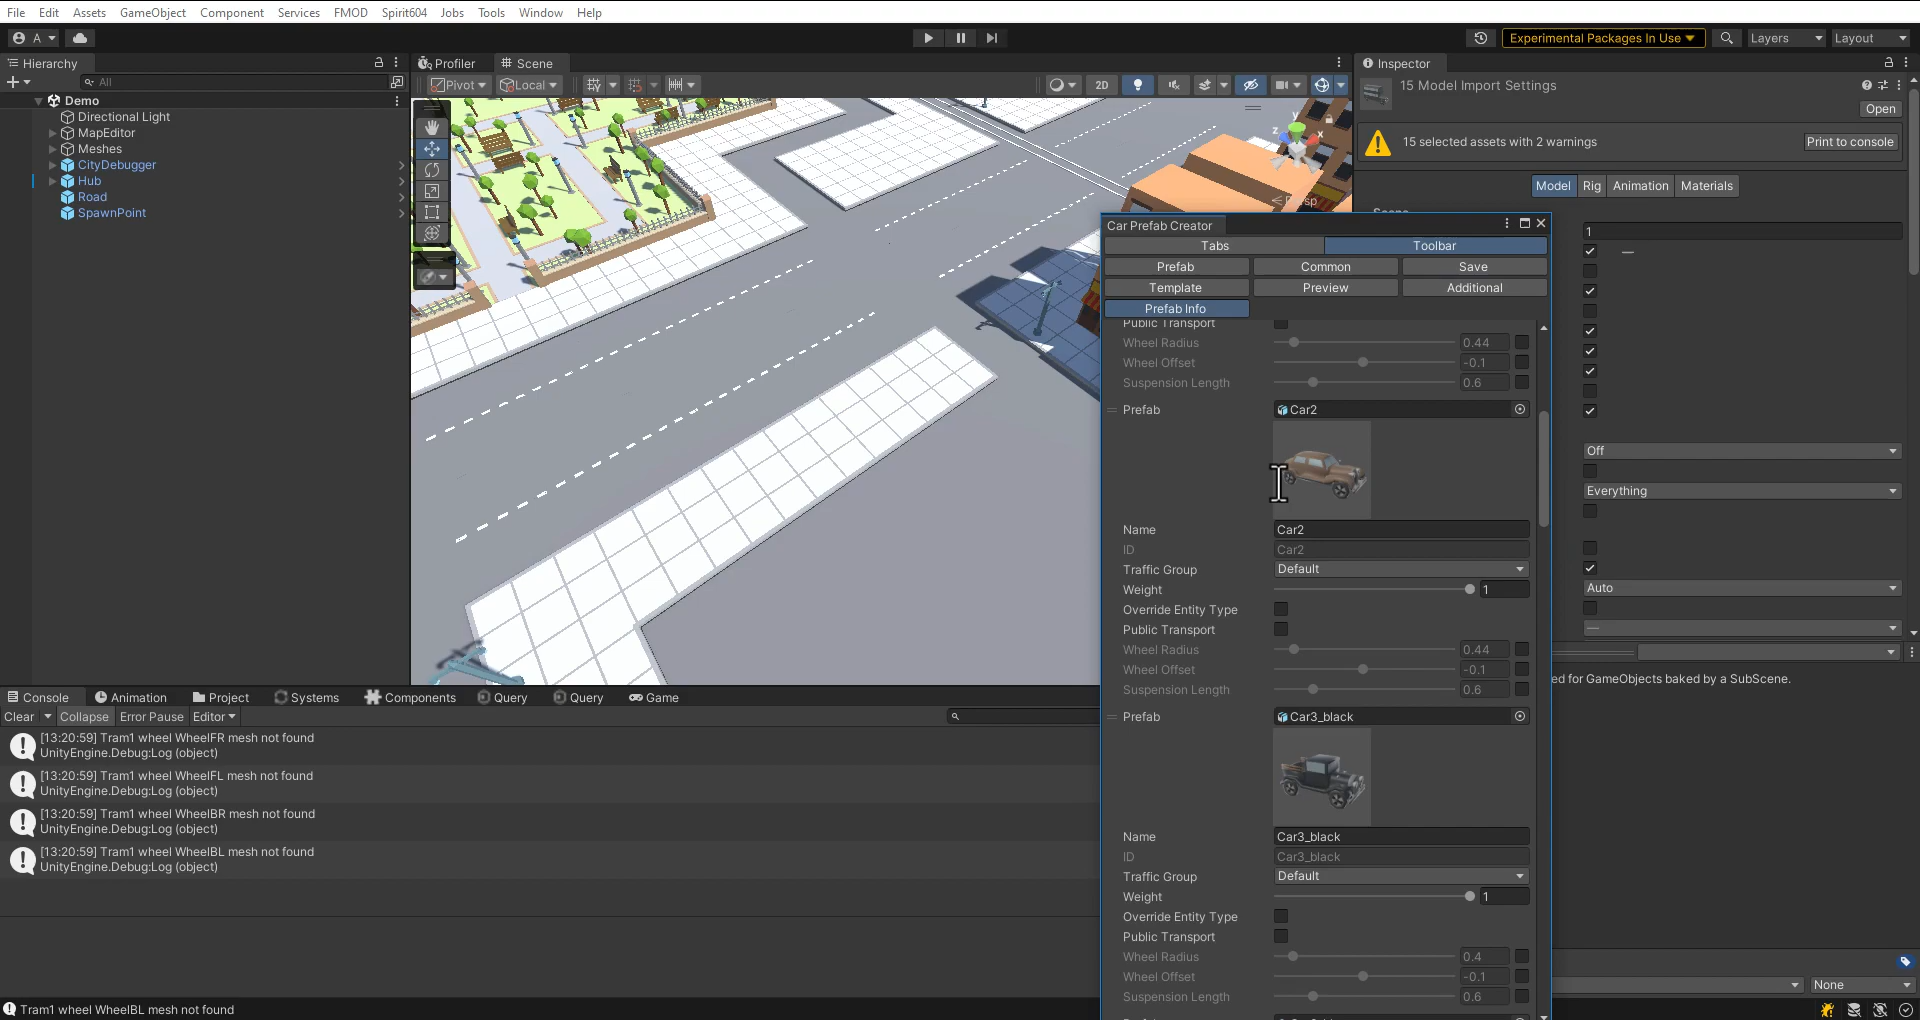 File Edit Assets GameObject Component Services FMOD Spirit604 Jobs Tools Window Help
A Experimental Packages In Use Layers Layout
Hierarchy
All
Demo
Directional Light
MapEditor
Meshes
CityDebugger
Hub
Road
SpawnPoint
Profiler Scene
Pivot Local 2D
y
z x
Persp
Inspector
15 Model Import Settings
Open
15 selected assets with 2 warnings Print to console
Model Rig Animation Materials
1
Off
Everything
Auto
ed for GameObjects baked by a SubScene.
None
Car Prefab Creator
Tabs Toolbar
Prefab Common Save
Template Preview Additional
Prefab Info
Public Transport
Wheel Radius 0.44
Wheel Offset -0.1
Suspension Length 0.6
Prefab Car2
Name Car2
ID Car2
Traffic Group Default
Weight 1
Override Entity Type
Public Transport
Wheel Radius 0.44
Wheel Offset -0.1
Suspension Length 0.6
Prefab Car3_black
Name Car3_black
ID Car3_black
Traffic Group Default
Weight 1
Override Entity Type
Public Transport
Wheel Radius 0.4
Wheel Offset -0.1
Suspension Length 0.6
Console Animation Project Systems Components Query Query Game
Clear Collapse Error Pause Editor
[13:20:59] Tram1 wheel WheelFR mesh not found
UnityEngine.Debug:Log (object)
[13:20:59] Tram1 wheel WheelFL mesh not found
UnityEngine.Debug:Log (object)
[13:20:59] Tram1 wheel WheelBR mesh not found
UnityEngine.Debug:Log (object)
[13:20:59] Tram1 wheel WheelBL mesh not found
UnityEngine.Debug:Log (object)
Tram1 wheel WheelBL mesh not found